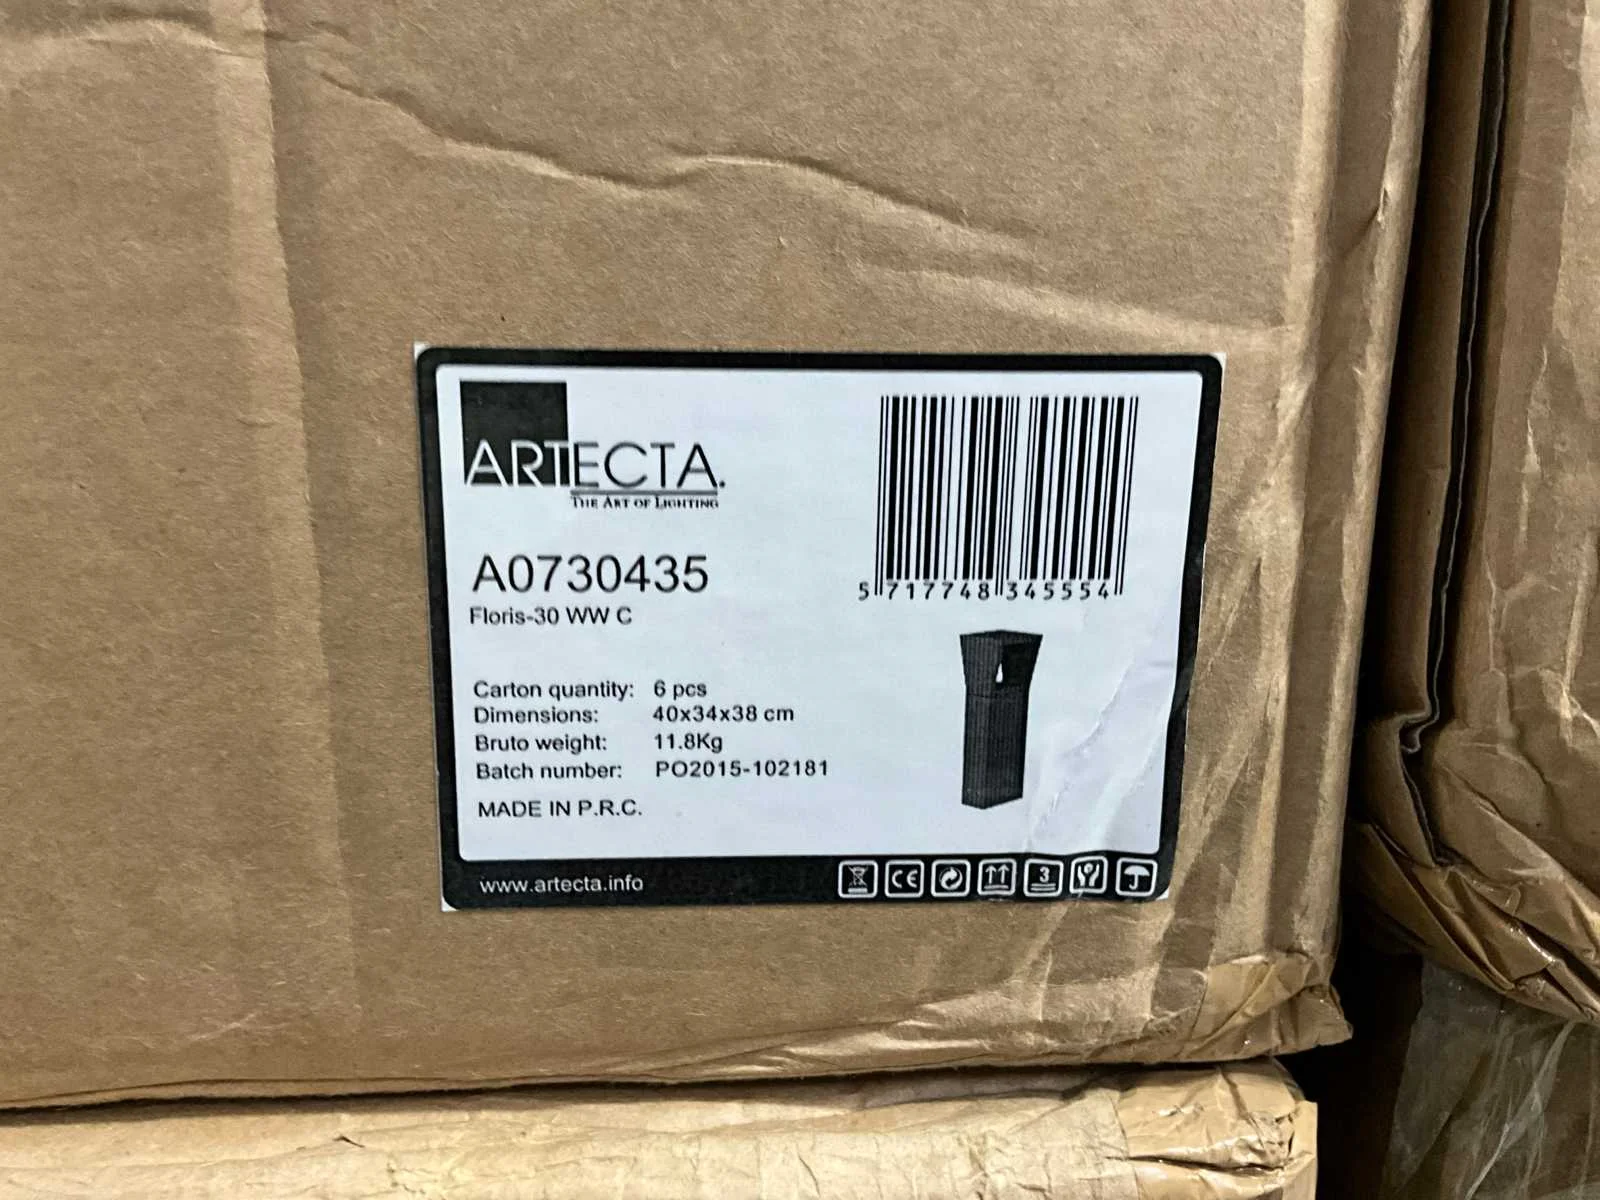 ARTECTA.
THE ART OF LIGHTING
A0730435
Floris-30 WW C
5 717748 345554
Carton quantity: 6 pcs
Dimensions: 40x34x38 cm
Bruto weight: 11.8Kg
Batch number: PO2015-102181
MADE IN P.R.C.
www.artecta.info
CE
3